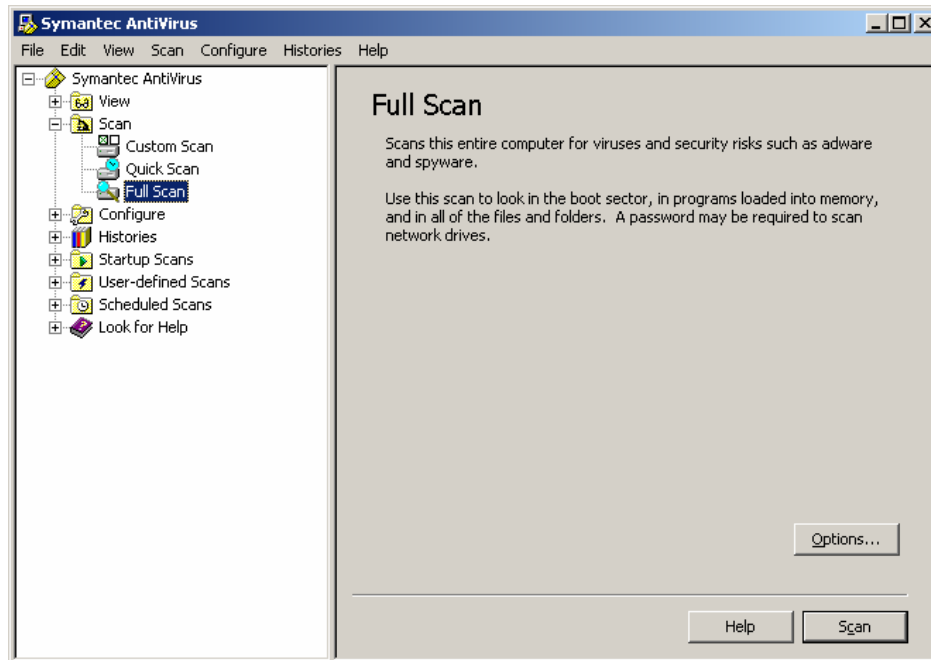 Symantec AntiVirus
File Edit View Scan Configure Histories Help
Symantec AntiVirus
View
Scan
Custom Scan
Quick Scan
Full Scan
Configure
Histories
Startup Scans
User-defined Scans
Scheduled Scans
Look for Help
Full Scan
Scans this entire computer for viruses and security risks such as adware
and spyware.
Use this scan to look in the boot sector, in programs loaded into memory,
and in all of the files and folders. A password may be required to scan
network drives.
Options...
Help
Scan